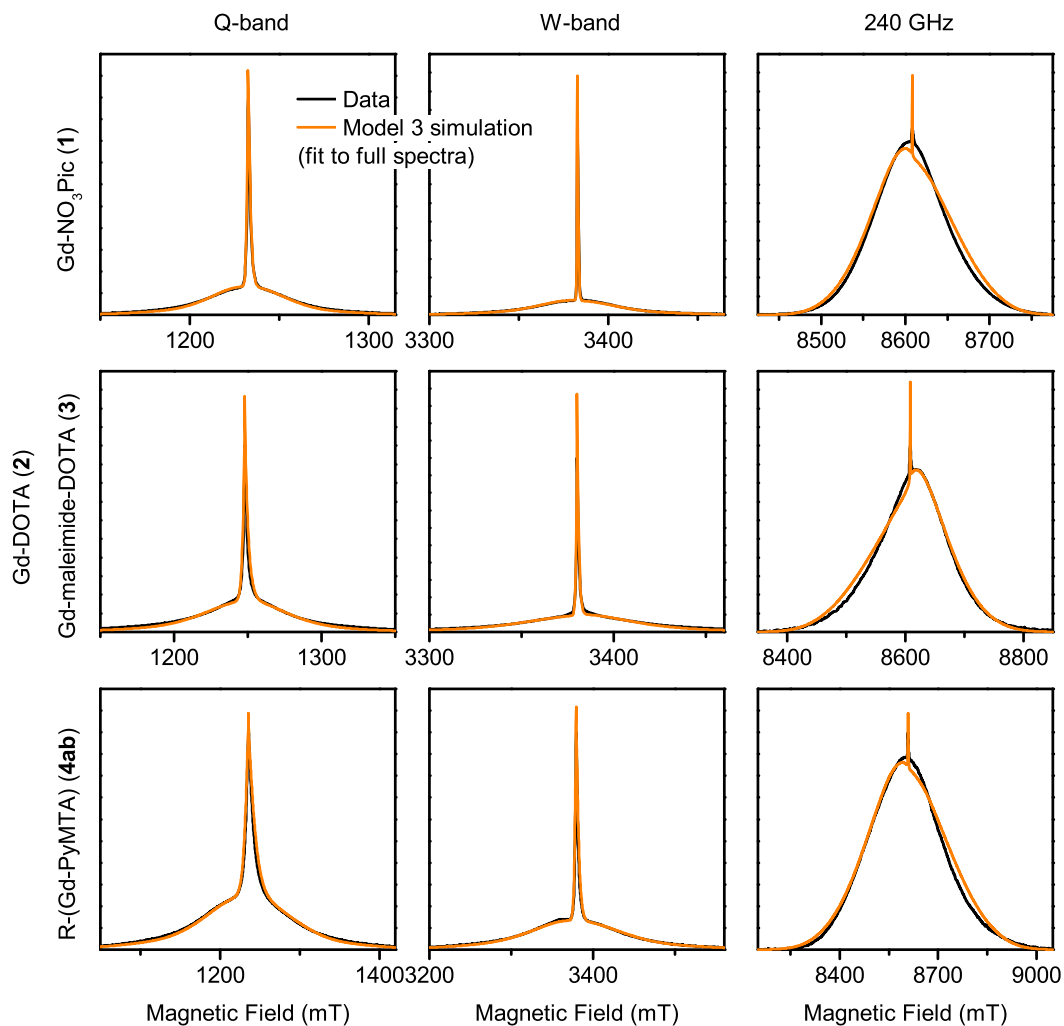 Q-band W-band 240 GHz
Data
Model 3 simulation
(fit to full spectra)
Gd-NO3Pic (1)
1200 1300 3300 3400 8500 8600 8700
Gd-DOTA (2)
Gd-maleimide-DOTA (3)
1200 1300 3300 3400 8400 8600 8800
R-(Gd-PyMTA) (4ab)
1200 1400 3200 3400 8400 8700 9000
Magnetic Field (mT) Magnetic Field (mT) Magnetic Field (mT)